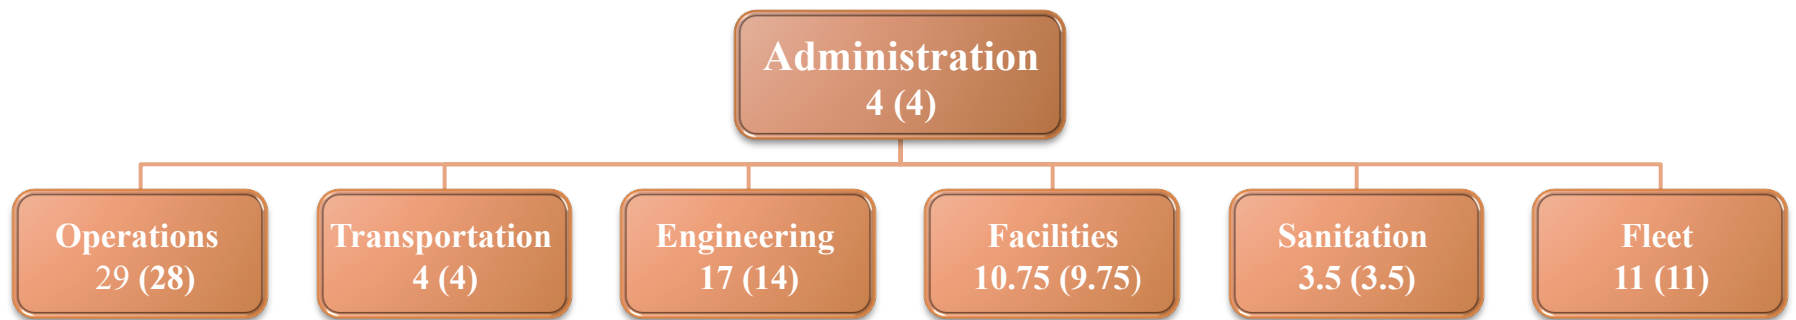 Administration
4 (4)
Operations
29 (28)
Transportation
4 (4)
Engineering
17 (14)
Facilities
10.75 (9.75)
Sanitation
3.5 (3.5)
Fleet
11 (11)